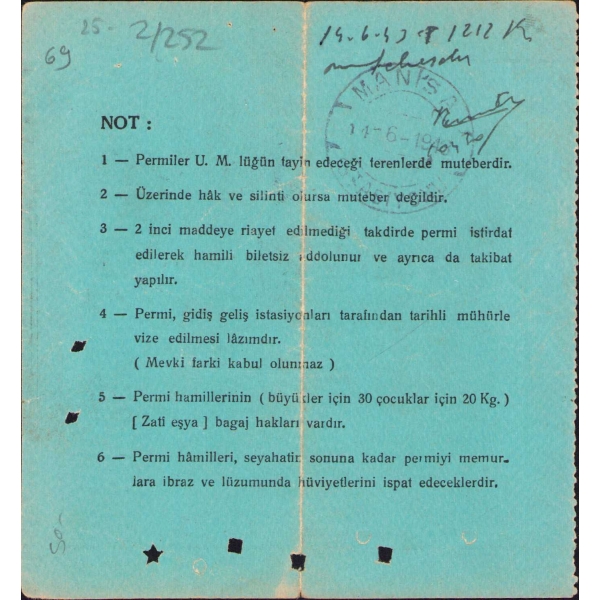 25- 2/252
69
14-6-43 1212
MANİSA
14-6-194
NOT :
1 — Permiler U. M. lüğün tayin edeceği terenlerde muteberdir.
2 — Üzerinde hâk ve silinti olursa muteber değildir.
3 — 2 inci maddeye riayet edilmediği takdirde permi istirdat
edilerek hamili biletsiz addolunur ve ayrıca da takibat
yapılır.
4 — Permi, gidiş geliş istasiyonları tarafından tarihli mühürle
vize edilmesi lâzımdır.
( Mevki farki kabul olunmaz )
5 — Permi hamillerinin ( büyükler için 30 çocuklar için 20 Kg. )
[ Zati eşya ] bagaj hakları vardır.
6 — Permi hâmilleri, seyahatin sonuna kadar permiyi memur-
lara ibraz ve lüzumunda hüviyetlerini ispat edeceklerdir.